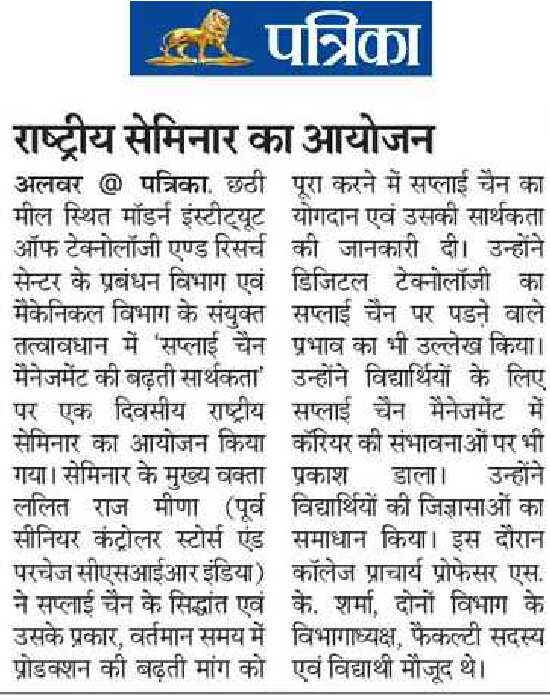 पत्रिका
राष्ट्रीय सेमिनार का आयोजन
अलवर @ पत्रिका. छठी
मील स्थित मॉडर्न इंस्टीट्यूट
ऑफ टेक्नोलॉजी एण्ड रिसर्च
सेन्टर के प्रबंधन विभाग एवं
मैकेनिकल विभाग के संयुक्त
तत्वावधान में 'सप्लाई चैन
मैनेजमेंट की बढ़ती सार्थकता'
पर एक दिवसीय राष्ट्रीय
सेमिनार का आयोजन किया
गया। सेमिनार के मुख्य वक्ता
ललित राज मीणा (पूर्व
सीनियर कंट्रोलर स्टोर्स एंड
परचेज सीएसआईआर इंडिया)
ने सप्लाई चैन के सिद्धांत एवं
उसके प्रकार, वर्तमान समय में
प्रोडक्शन की बढ़ती मांग को
पूरा करने में सप्लाई चैन का
योगदान एवं उसकी सार्थकता
की जानकारी दी। उन्होंने
डिजिटल टेक्नोलॉजी का
सप्लाई चैन पर पडऩे वाले
प्रभाव का भी उल्लेख किया।
उन्होंने विद्यार्थियों के लिए
सप्लाई चैन मैनेजमेंट में
कॅरियर की संभावनाओं पर भी
प्रकाश डाला। उन्होंने
विद्यार्थियों की जिज्ञासाओं का
समाधान किया। इस दौरान
कॉलेज प्राचार्य प्रोफेसर एस.
के. शर्मा, दोनों विभाग के
विभागाध्यक्ष, फैकल्टी सदस्य
एवं विद्यार्थी मौजूद थे।